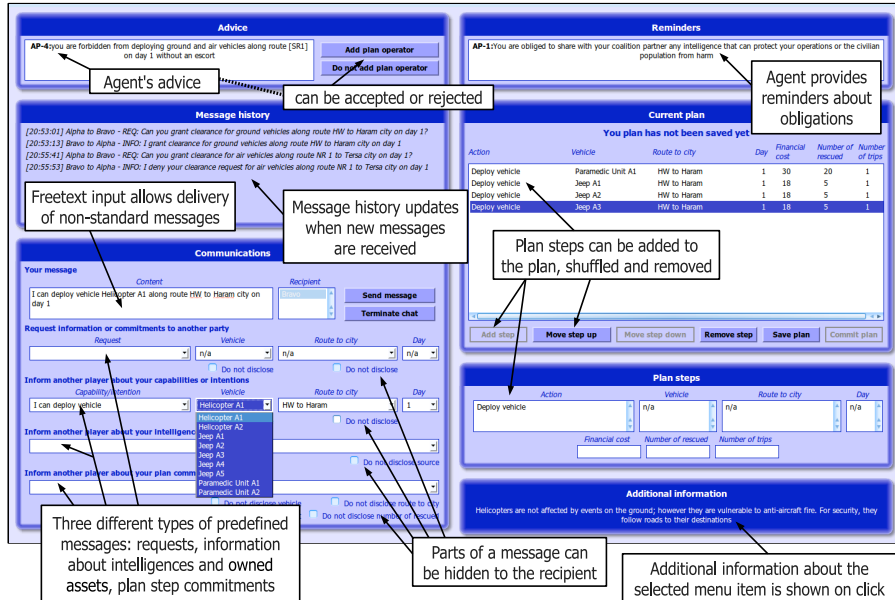 Advice
AP-4:you are forbidden from deploying ground and air vehicles along route [SR1]
on day 1 without an escort
Add plan operator
Do not add plan operator
Agent's advice
can be accepted or rejected
Reminders
AP-1:You are obliged to share with your coalition partner any intelligence that can protect your operations or the civilian
population from harm
Agent provides
reminders about
obligations
Message history
[20:53:01] Alpha to Bravo - REQ: Can you grant clearance for ground vehicles along route HW to Haram city on day 1?
[20:53:13] Bravo to Alpha - INFO: I grant clearance for ground vehicles along route HW to Haram city on day 1
[20:55:41] Alpha to Bravo - REQ: Can you grant clearance for air vehicles along route NR 1 to Tersa city on day 1?
[20:55:53] Bravo to Alpha - INFO: I deny your clearance request for air vehicles along route NR 1 to Tersa city on day 1
Freetext input allows delivery
of non-standard messages
Message history updates
when new messages
are received
Current plan
You plan has not been saved yet
Action Vehicle Route to city Day Financial cost Number of rescued Number of trips
Deploy vehicle Paramedic Unit A1 HW to Haram 1 30 20 1
Deploy vehicle Jeep A1 HW to Haram 1 18 5 1
Deploy vehicle Jeep A2 HW to Haram 1 18 5 1
Deploy vehicle Jeep A3 HW to Haram 1 18 5 1
Plan steps can be added to
the plan, shuffled and removed
Add step Move step up Move step down Remove step Save plan Commit plan
Communications
Your message
Content Recipient
I can deploy vehicle Helicopter A1 along route HW to Haram city on
day 1
Bravo
Send message
Terminate chat
Request information or commitments to another party
Request Vehicle Route to city Day
n/a n/a n/a
Do not disclose Do not disclose
Inform another player about your capabilities or intentions
Capability/intention Vehicle Route to city Day
I can deploy vehicle Helicopter A1 HW to Haram 1
Do not disclose
Helicopter A1
Helicopter A2
Jeep A1
Jeep A2
Jeep A3
Jeep A4
Jeep A5
Paramedic Unit A1
Paramedic Unit A2
Inform another player about your intelligence
Do not disclose source
Inform another player about your plan comm
Do not disclose vehicle Do not disclose route to city
Do not disclose number of rescued
Three different types of predefined
messages: requests, information
about intelligences and owned
assets, plan step commitments
Parts of a message can
be hidden to the recipient
Plan steps
Action Vehicle Route to city Day
Deploy vehicle n/a n/a n/a
Financial cost Number of rescued Number of trips
Additional information
Helicopters are not affected by events on the ground; however they are vulnerable to anti-aircraft fire. For security, they
follow roads to their destinations
Additional information about the
selected menu item is shown on click